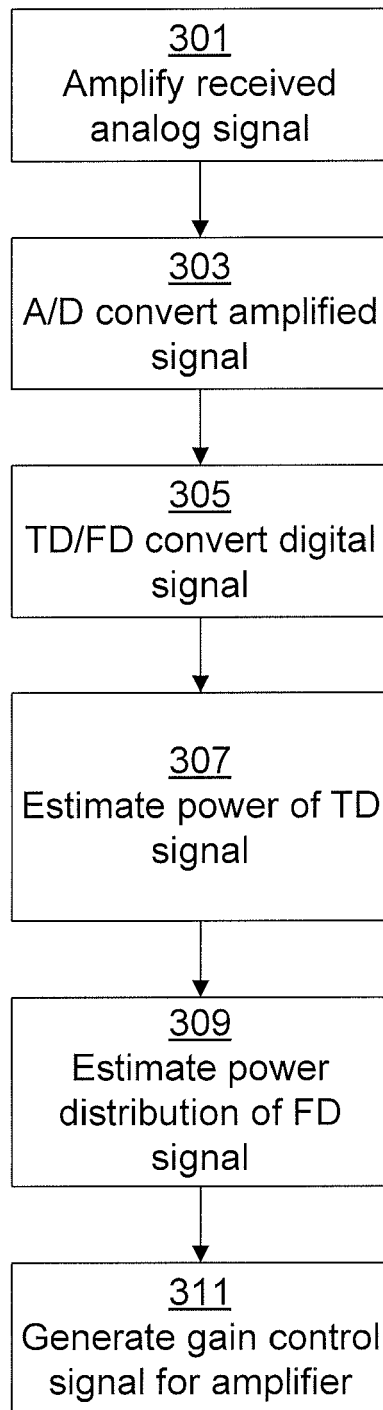 301
Amplify received
analog signal
303
A/D convert amplified
signal
305
TD/FD convert digital
signal
307
Estimate power of TD
signal
309
Estimate power
distribution of FD
signal
311
Generate gain control
signal for amplifier